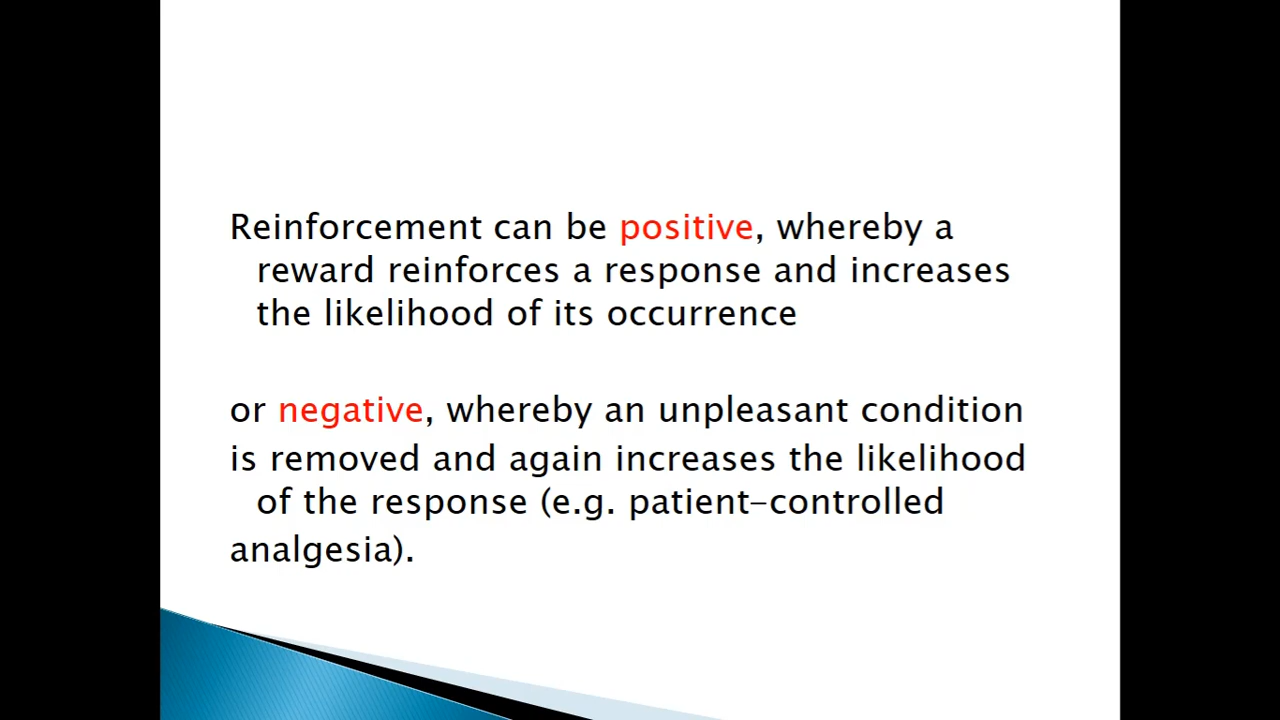 Reinforcement can be positive, whereby a
reward reinforces a response and increases
the likelihood of its occurrence
or negative, whereby an unpleasant condition
is removed and again increases the likelihood
of the response (e.g. patient-controlled
analgesia).